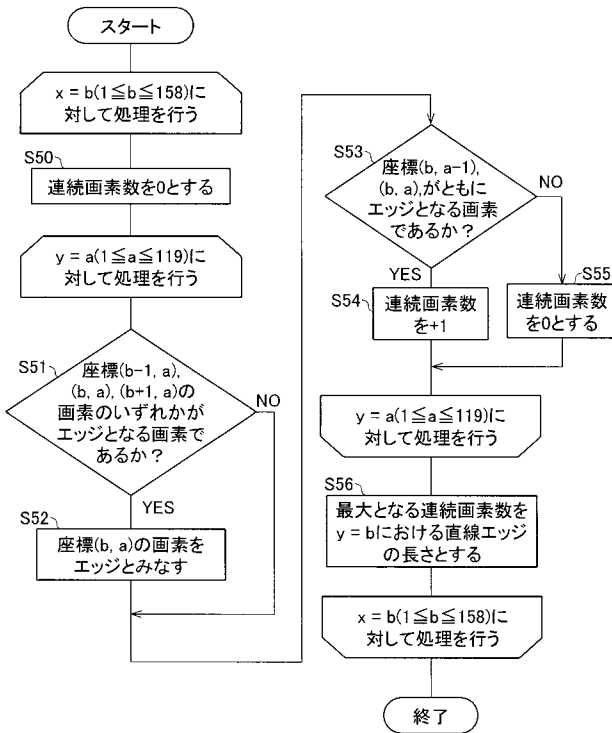 スタート
x = b(1≦b≦158)に
対して処理を行う
S50
連続画素数を0とする
y = a(1≦a≦119)に
対して処理を行う
S51
座標(b-1, a),
(b, a), (b+1, a)の
画素のいずれかが
エッジとなる画素で
あるか？
NO
YES
S52
座標(b, a)の画素を
エッジとみなす
S53
座標(b, a-1),
(b, a),がともに
エッジとなる画素
であるか？
NO
YES
S54
連続画素数
を+1
S55
連続画素数
を0とする
y = a(1≦a≦119)に
対して処理を行う
S56
最大となる連続画素数を
y = bにおける直線エッジ
の長さとする
x = b(1≦b≦158)に
対して処理を行う
終了